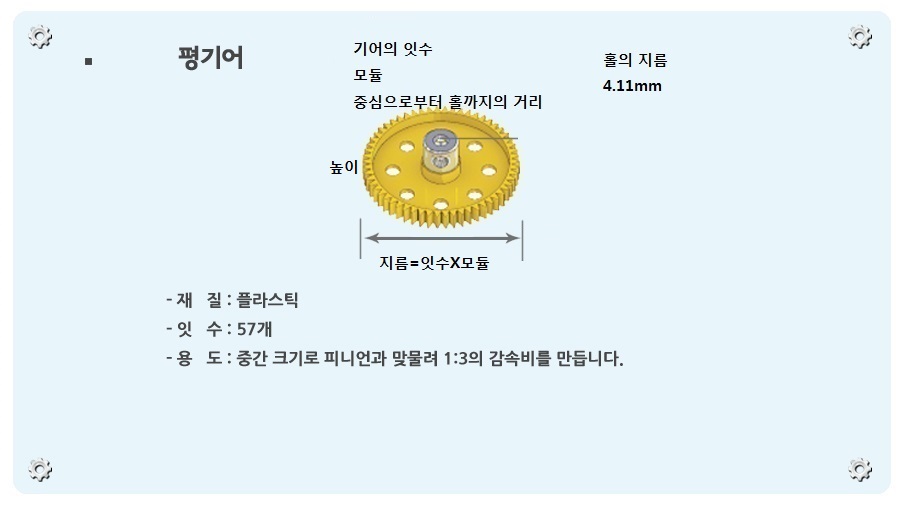 ▪ 평기어
기어의 잇수
모듈
중심으로부터 홀까지의 거리
홀의 지름
4.11mm
높이
지름=잇수X모듈
- 재 질 : 플라스틱
- 잇 수 : 57개
- 용 도 : 중간 크기로 피니언과 맞물려 1:3의 감속비를 만듭니다.